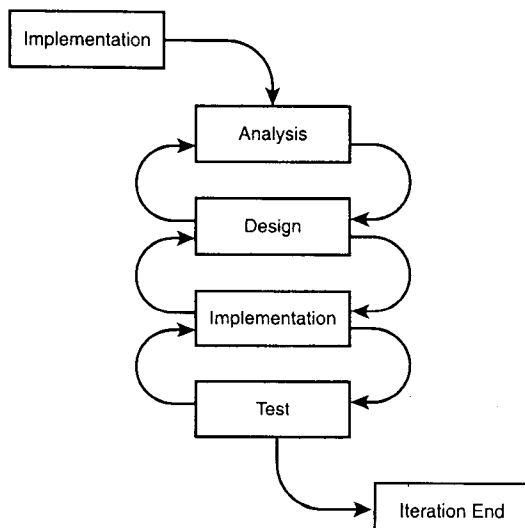 Implementation
Analysis
Design
Implementation
Test
Iteration End